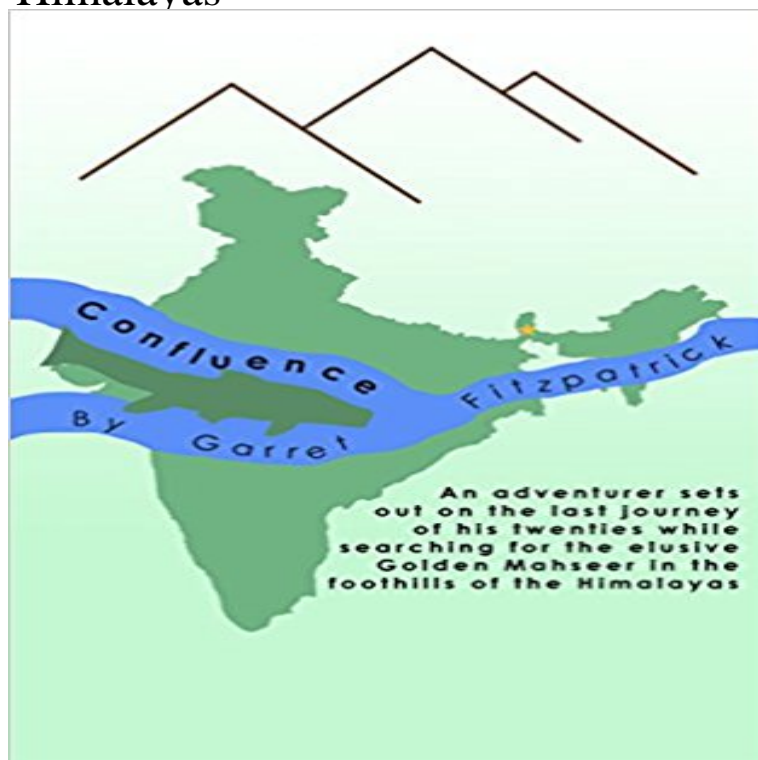 Himalayas
Confluence
By Garret Fitzpatrick
An adventurer sets
out on the last journey
of his twenties while
searching for the elusive
Golden Mahseer in the
foothills of the Himalayas